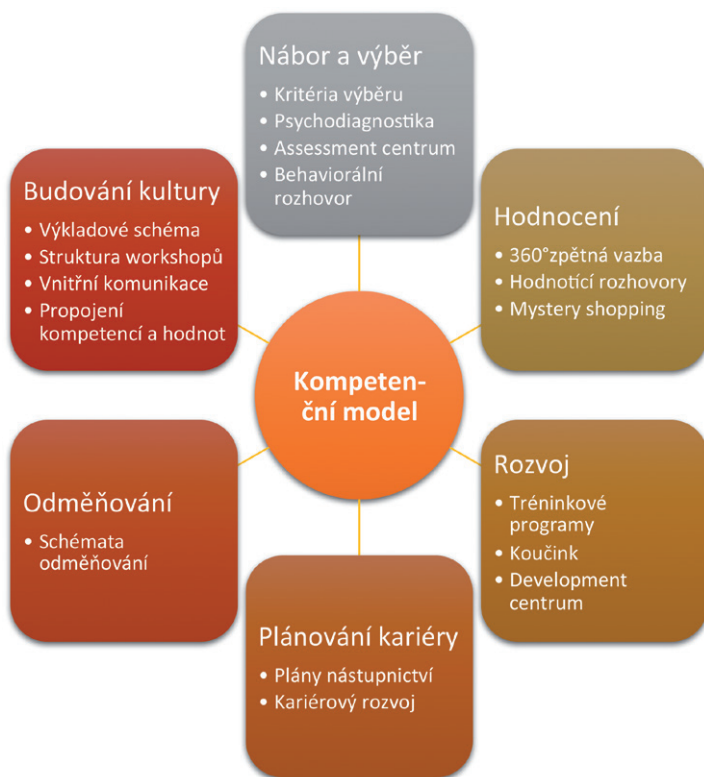 Nábor a výběr
• Kritéria výběru
• Psychodiagnostika
• Assessment centrum
• Behaviorální
rozhovor
Hodnocení
• 360°zpětná vazba
• Hodnotící rozhovory
• Mystery shopping
Rozvoj
• Tréninkové
programy
• Koučink
• Development
centrum
Plánování kariéry
• Plány nástupnictví
• Kariérový rozvoj
Odměňování
• Schémata
odměňování
Budování kultury
• Výkladové schéma
• Struktura workshopů
• Vnitřní komunikace
• Propojení
kompetencí a hodnot
Kompeten-
ční model